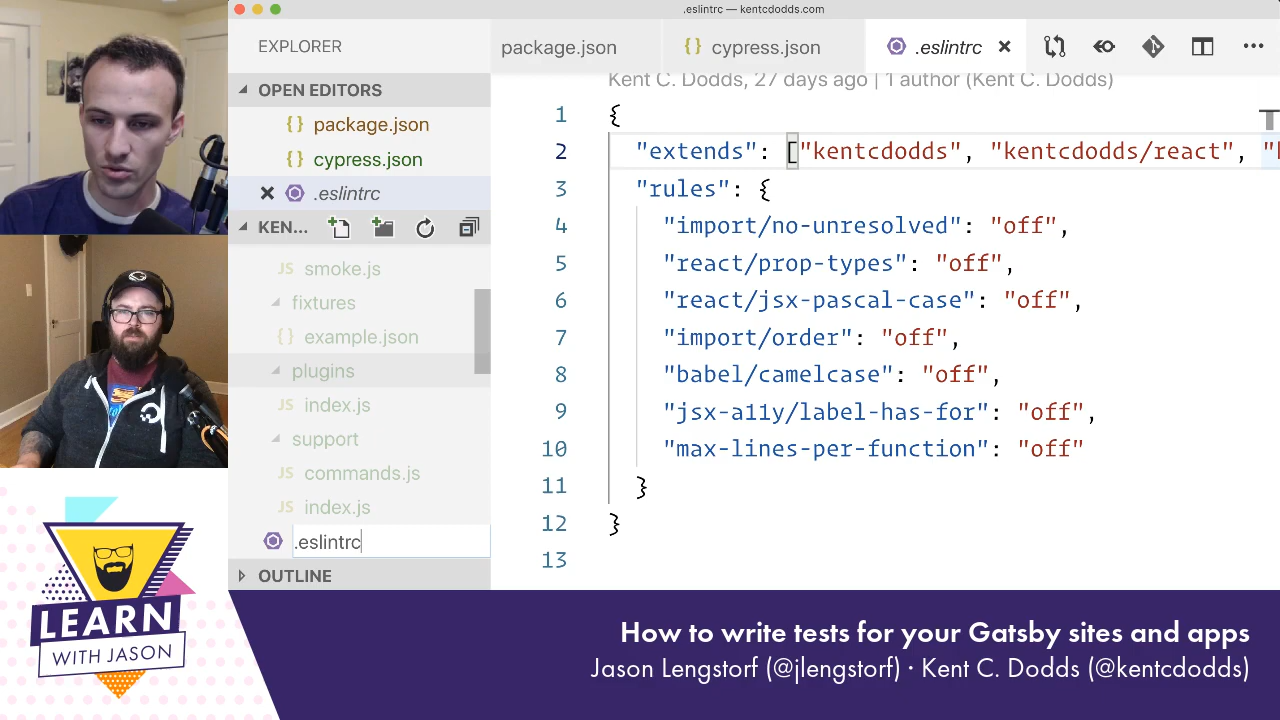 .eslintrc — kentcdodds.com
EXPLORER
package.json
{} cypress.json
.eslintrc
OPEN EDITORS
{} package.json
{} cypress.json
.eslintrc
KEN...
JS smoke.js
fixtures
{} example.json
plugins
JS index.js
support
JS commands.js
JS index.js
.eslintrc
OUTLINE
Kent C. Dodds, 27 days ago | 1 author (Kent C. Dodds)
1 {
2 "extends": ["kentcdodds", "kentcdodds/react", "
3 "rules": {
4 "import/no-unresolved": "off",
5 "react/prop-types": "off",
6 "react/jsx-pascal-case": "off",
7 "import/order": "off",
8 "babel/camelcase": "off",
9 "jsx-a11y/label-has-for": "off",
10 "max-lines-per-function": "off"
11 }
12 }
13
LEARN
WITH JASON
How to write tests for your Gatsby sites and apps
Jason Lengstorf (@jlengstorf) · Kent C. Dodds (@kentcdodds)